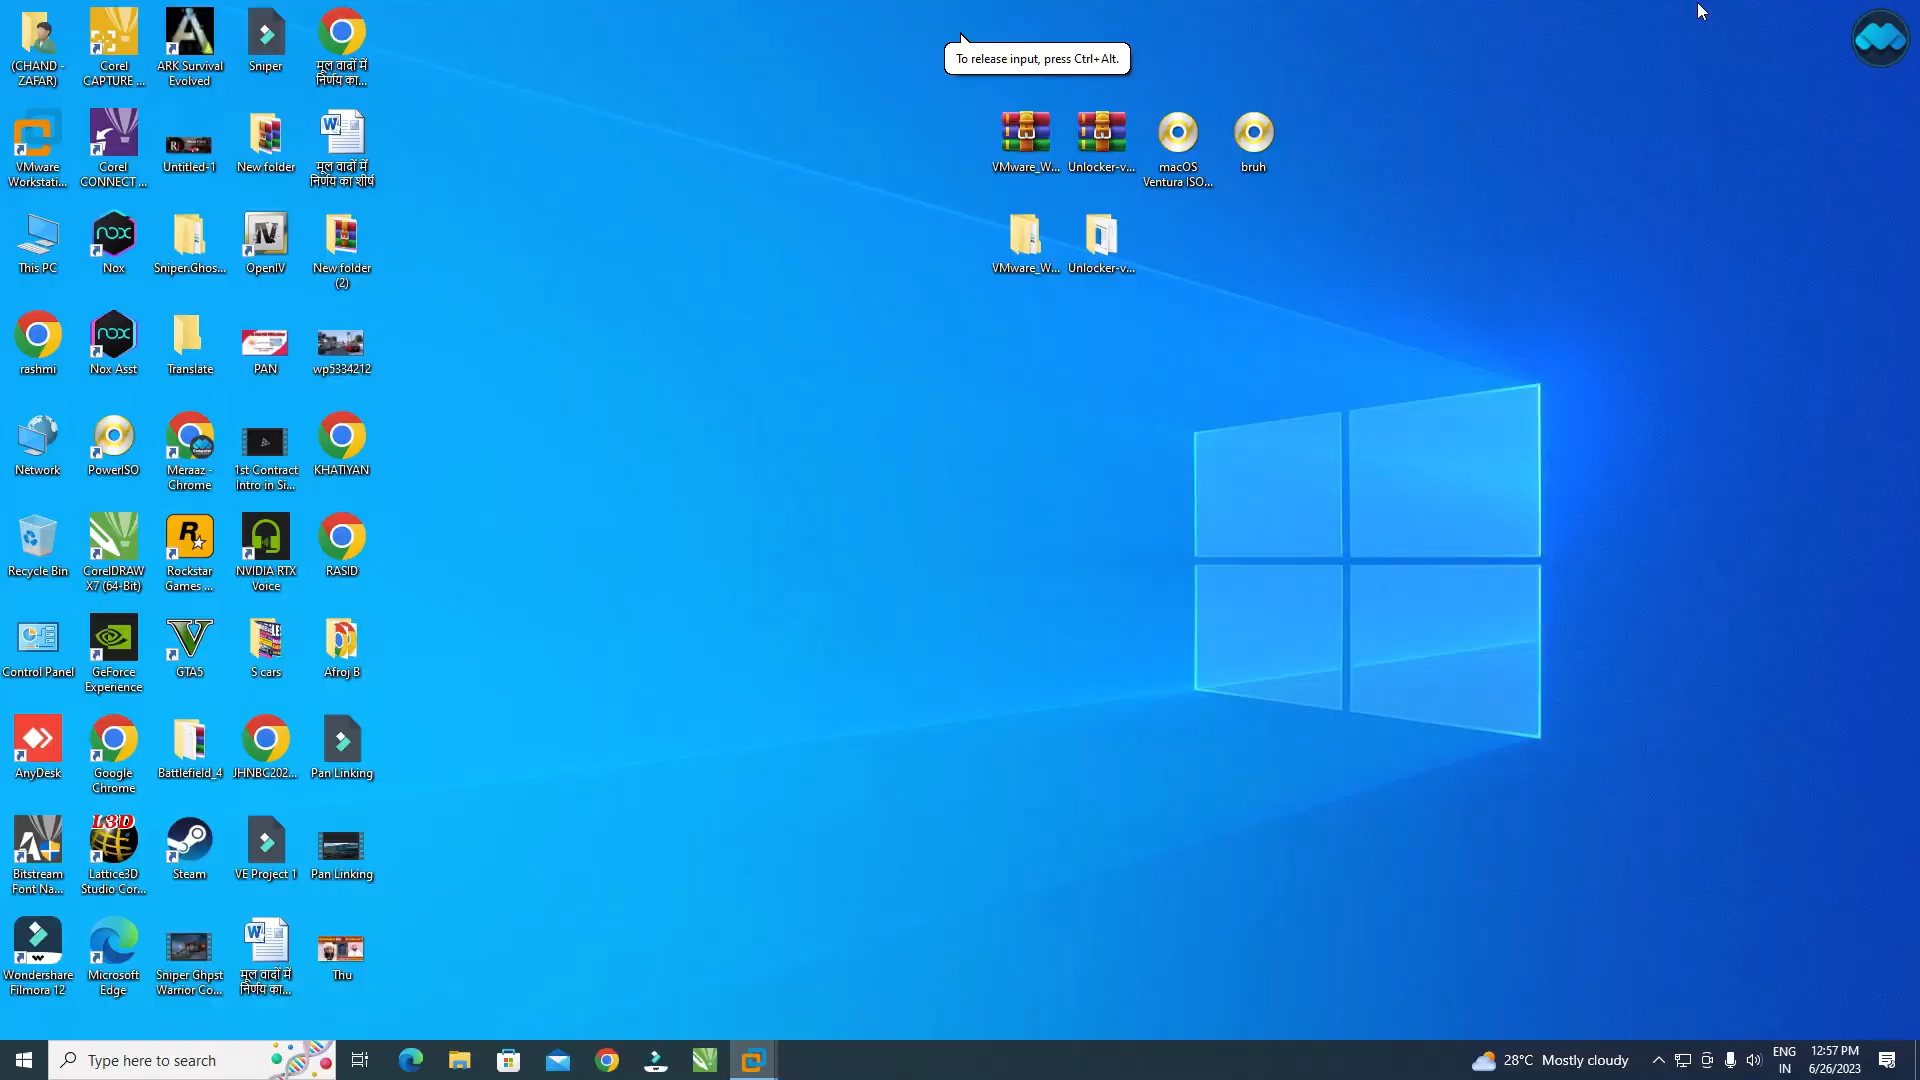 To release input, press Ctrl+Alt.
(CHAND -
ZAFAR)
Corel
CAPTURE ...
ARK Survival
Evolved
Sniper
मूल वादों में
निर्णय का...
VMware
Workstati...
Corel
CONNECT ...
Untitled-1
New folder
मूल वादों में
निर्णय का शीर्ष
VMware_W...
Unlocker-v...
macOS
Ventura ISO...
bruh
This PC
Nox
Sniper.Ghos...
OpenIV
New folder
(2)
VMware_W...
Unlocker-v...
rashmi
Nox Asst
Translate
PAN
wp5334212
Network
PowerISO
Meraaz -
Chrome
1st Contract
Intro in Si...
KHATIYAN
Recycle Bin
CorelDRAW
X7 (64-Bit)
Rockstar
Games ...
NVIDIA RTX
Voice
RASID
Control Panel
GeForce
Experience
GTA5
S cars
Afroj B
AnyDesk
Google
Chrome
Battlefield_4
JHNBC202...
Pan Linking
Bitstream
Font Na...
L3D
Lattice3D
Studio Cor...
Steam
VE Project 1
Pan Linking
Wondershare
Filmora 12
Microsoft
Edge
Sniper Ghpst
Warrior Co...
मूल वादों में
निर्णय का...
Thu
Type here to search
28°C Mostly cloudy
ENG
IN
12:57 PM
6/26/2023